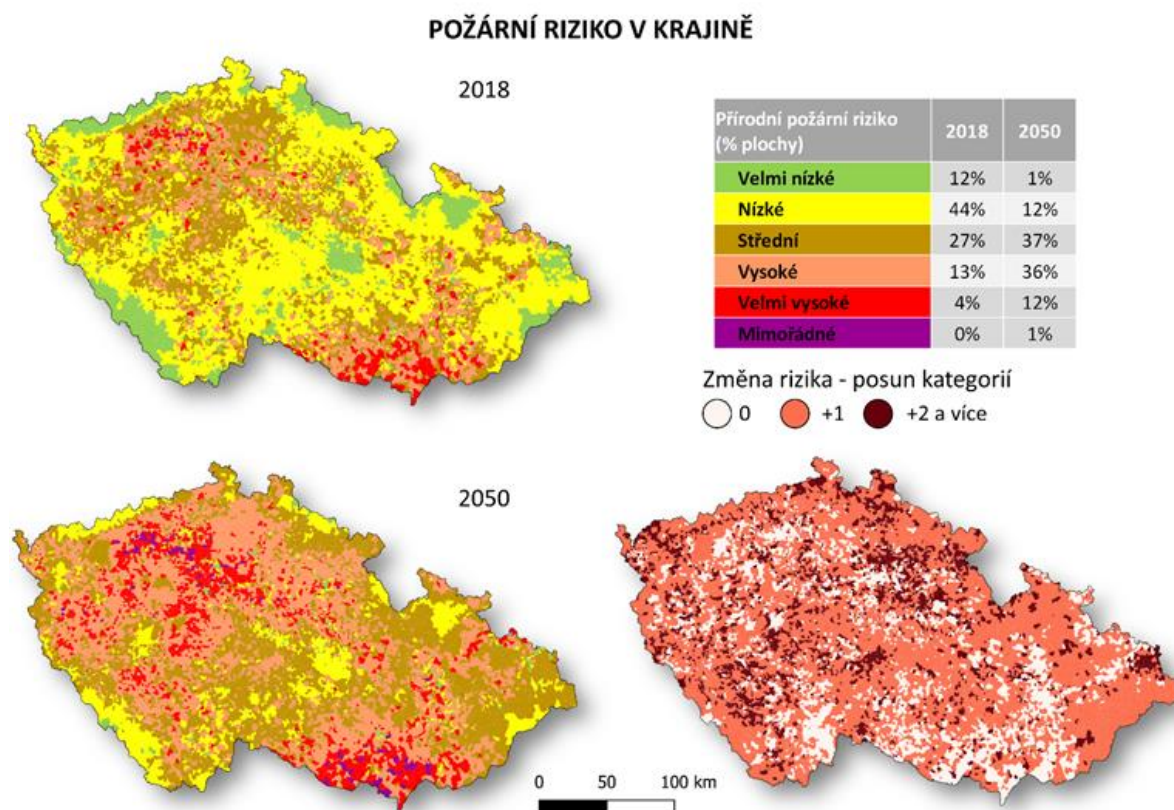 POŽÁRNÍ RIZIKO V KRAJINĚ
2018
Přírodní požární riziko (% plochy) 2018 2050
Velmi nízké 12% 1%
Nízké 44% 12%
Střední 27% 37%
Vysoké 13% 36%
Velmi vysoké 4% 12%
Mimořádné 0% 1%
Změna rizika - posun kategorií
0 +1 +2 a více
2050
0 50 100 km